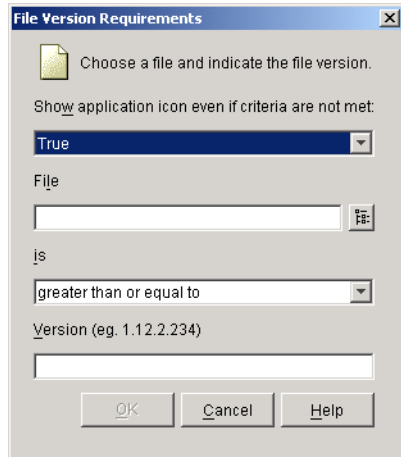 File Version Requirements
Choose a file and indicate the file version.
Show application icon even if criteria are not met:
True
File
is
greater than or equal to
Version (eg. 1.12.2.234)
OK Cancel Help